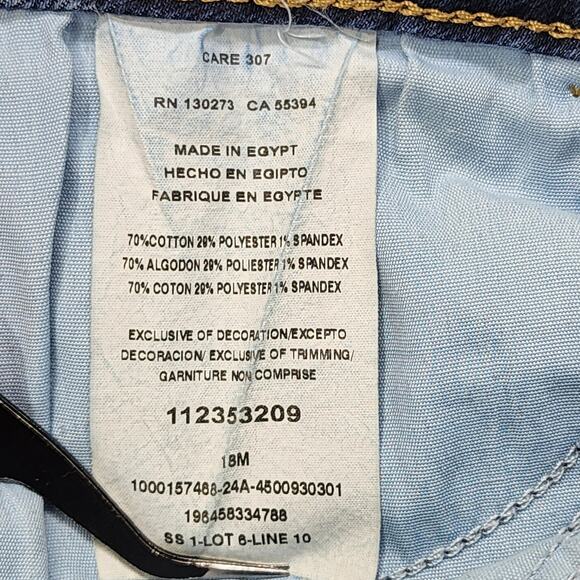 CARE 307
RN 130273 CA 55394
MADE IN EGYPT
HECHO EN EGIPTO
FABRIQUE EN EGYPTE
70%COTTON 29% POLYESTER 1% SPANDEX
70% ALGODON 29% POLIESTER 1% SPANDEX
70% COTON 29% POLYESTER 1% SPANDEX
EXCLUSIVE OF DECORATION/EXCEPTO
DECORACION/ EXCLUSIVE OF TRIMMING/
GARNITURE NON COMPRISE
112353209
18M
1000157488-24A-4500930301
196458334788
SS 1-LOT 6-LINE 10